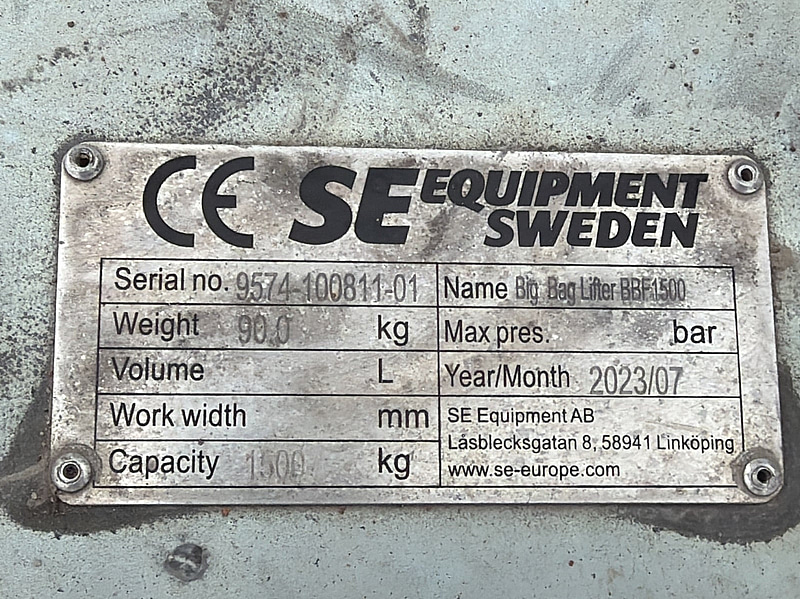 CE SE EQUIPMENT
SWEDEN
Serial no. 9574-100811-01 Name Big Bag Lifter BBF1500
Weight 90.0 kg Max pres. bar
Volume L Year/Month 2023/07
Work width mm SE Equipment AB
Låsblecksgatan 8, 58941 Linköping
Capacity 1500 kg www.se-europe.com